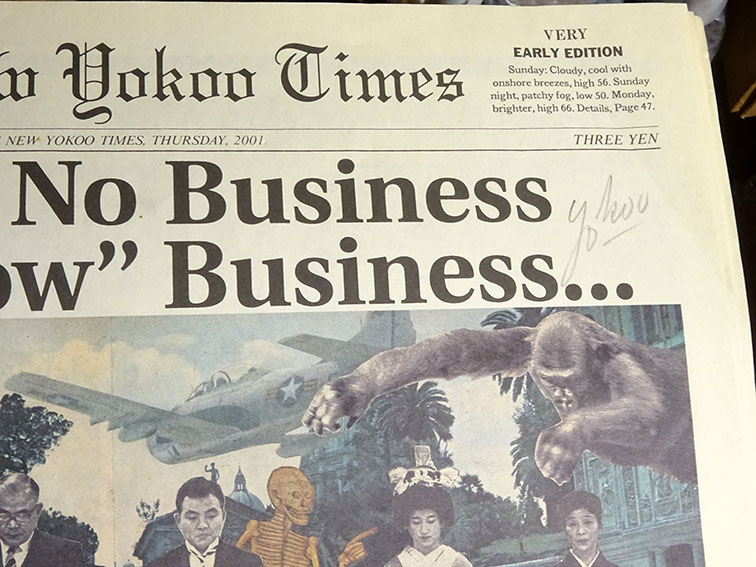 w Yokoo Times
VERY
EARLY EDITION
Sunday: Cloudy, cool with
onshore breezes, high 56. Sunday
night, patchy fog, low 50. Monday,
brighter, high 66. Details, Page 47.
NEW YOKOO TIMES, THURSDAY, 2001
THREE YEN
No Business
ow” Business...
yokoo